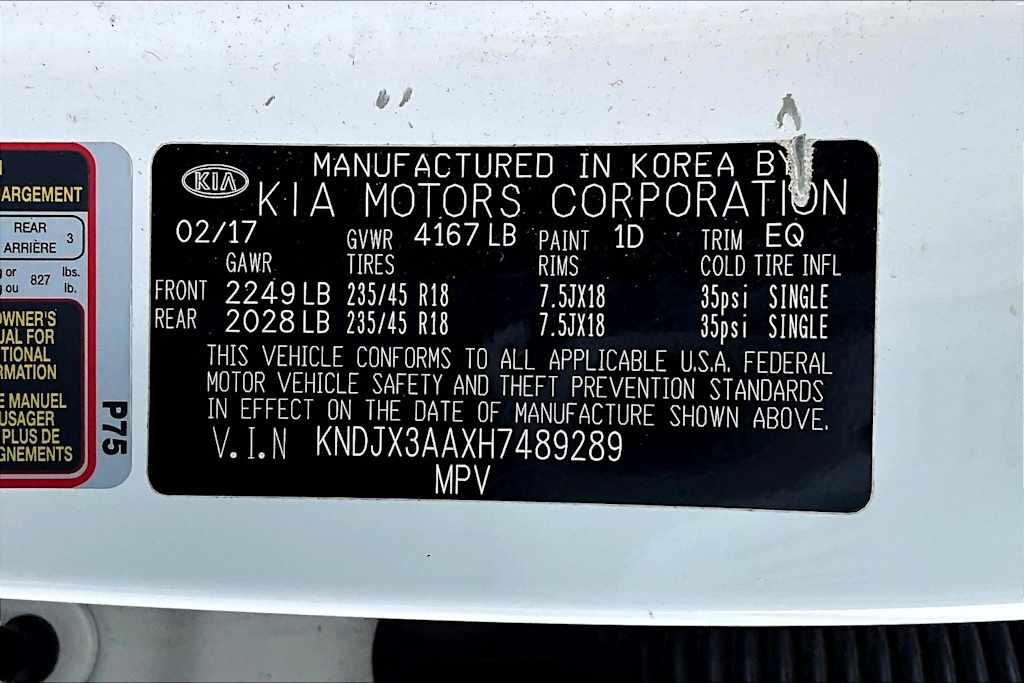 ARGEMENT
REAR
ARRIÈRE 3
or 827 lbs.
ou lb.
OWNER'S
UAL FOR
TIONAL
RMATION
E MANUEL
USAGER
PLUS DE
GNEMENTS
P75
KIA
MANUFACTURED IN KOREA BY
KIA MOTORS CORPORATION
02/17 GVWR 4167 LB PAINT 1D TRIM EQ
GAWR TIRES RIMS COLD TIRE INFL
FRONT 2249 LB 235/45 R18 7.5JX18 35psi SINGLE
REAR 2028 LB 235/45 R18 7.5JX18 35psi SINGLE
THIS VEHICLE CONFORMS TO ALL APPLICABLE U.S.A. FEDERAL
MOTOR VEHICLE SAFETY AND THEFT PREVENTION STANDARDS
IN EFFECT ON THE DATE OF MANUFACTURE SHOWN ABOVE.
V.I.N KNDJX3AAXH7489289
MPV